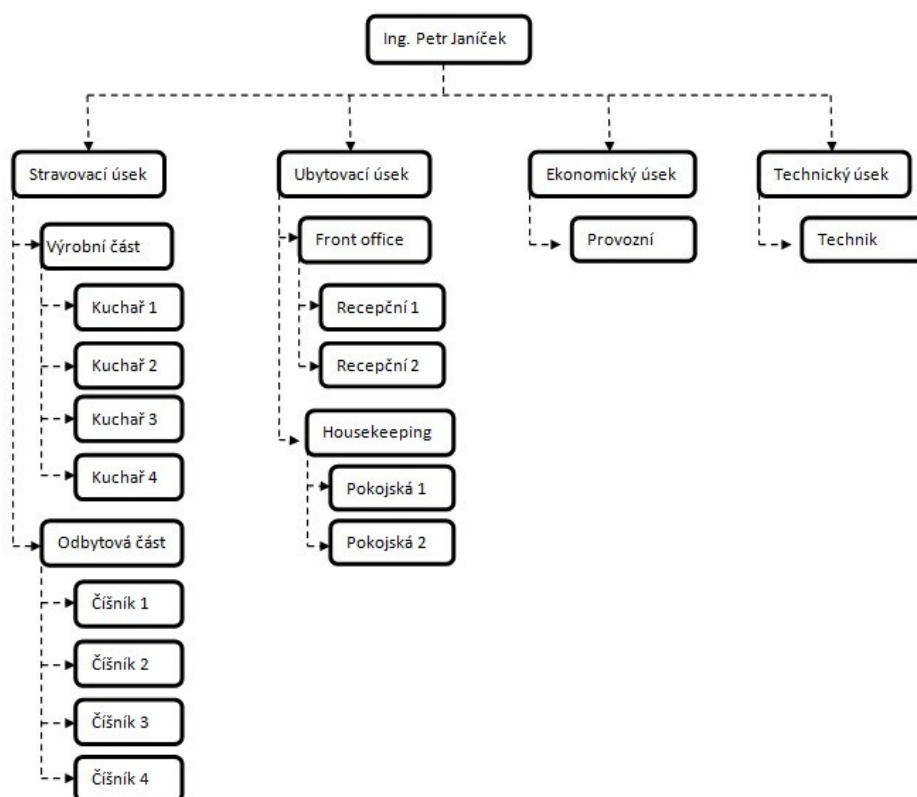 Ing. Petr Janíček
Stravovací úsek
Ubytovací úsek
Ekonomický úsek
Technický úsek
Výrobní část
Front office
Provozní
Technik
Kuchař 1
Recepční 1
Kuchař 2
Recepční 2
Kuchař 3
Housekeeping
Kuchař 4
Pokojská 1
Odbytová část
Pokojská 2
Číšník 1
Číšník 2
Číšník 3
Číšník 4